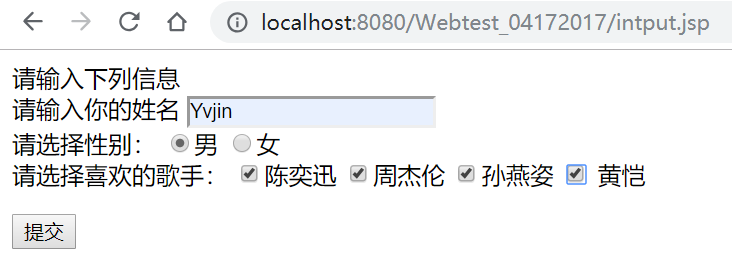 localhost:8080/Webtest_04172017/intput.jsp
请输入下列信息
请输入你的姓名 Yvjin
请选择性别： 男 女
请选择喜欢的歌手： 陈奕迅 周杰伦 孙燕姿 黄恺
提交